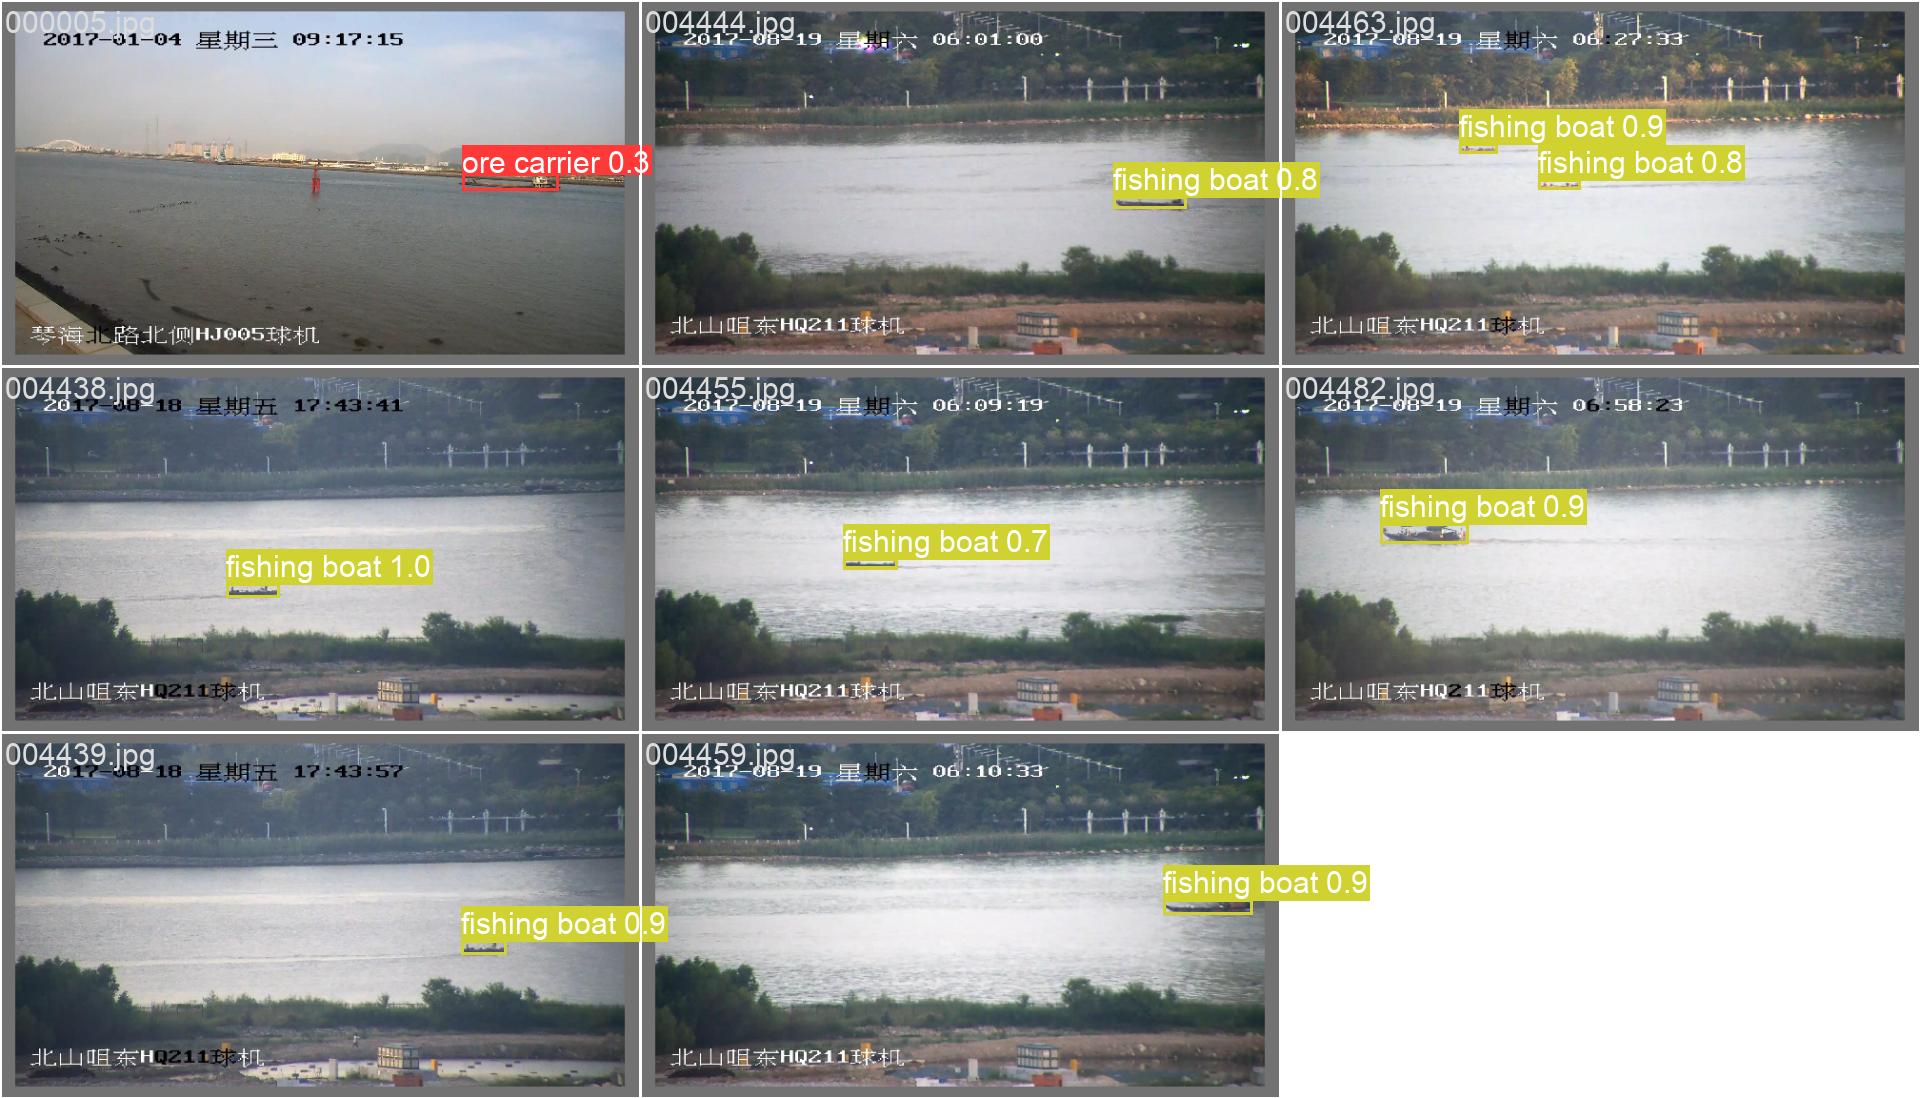 000005.jpg
2017-01-04 星期三 09:17:15
ore carrier 0.3
琴海北路北侧HJ005球机
004444.jpg
2017-08-19 星期六 06:01:00
fishing boat 0.8
北山咀东HQ211球机
004463.jpg
2017-08-19 星期六 06:27:33
fishing boat 0.9
fishing boat 0.8
北山咀东HQ211球机
004438.jpg
2017-08-18 星期五 17:43:41
fishing boat 1.0
北山咀东HQ211球机
004455.jpg
2017-08-19 星期六 06:09:19
fishing boat 0.7
北山咀东HQ211球机
004482.jpg
2017-08-19 星期六 06:58:23
fishing boat 0.9
北山咀东HQ211球机
004439.jpg
2017-08-18 星期五 17:43:57
fishing boat 0.9
北山咀东HQ211球机
004459.jpg
2017-08-19 星期六 06:10:33
fishing boat 0.9
北山咀东HQ211球机